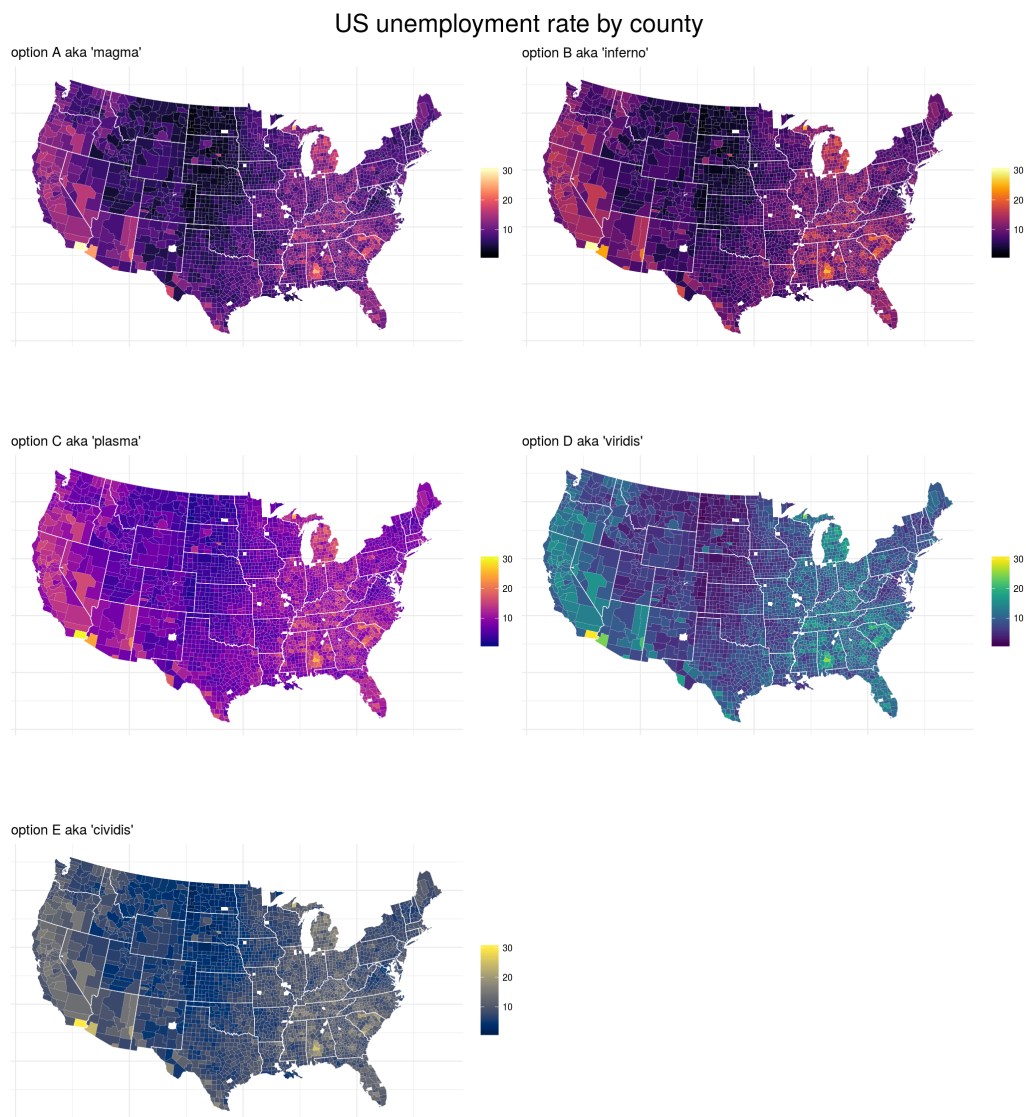 US unemployment rate by county
option A aka 'magma'
option B aka 'inferno'
30
20
10
30
20
10
option C aka 'plasma'
option D aka 'viridis'
30
20
10
30
20
10
option E aka 'cividis'
30
20
10